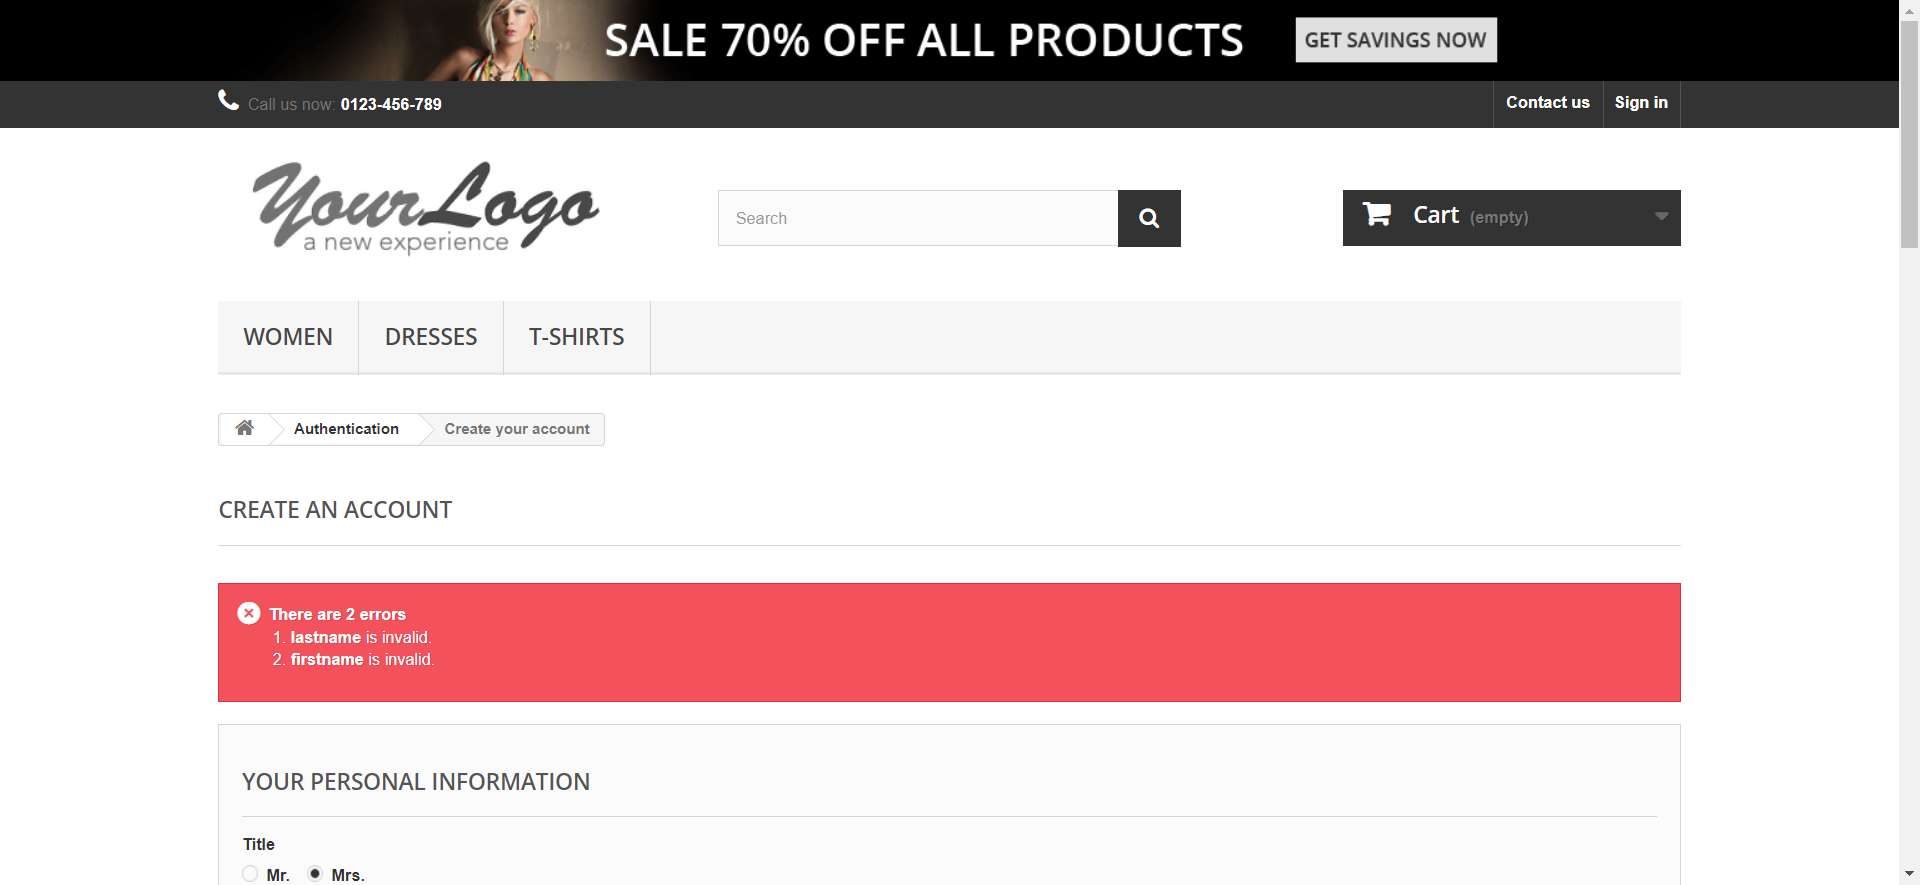 SALE 70% OFF ALL PRODUCTS GET SAVINGS NOW
Call us now: 0123-456-789 Contact us Sign in
YourLogo
a new experience
Search
Cart (empty)
WOMEN DRESSES T-SHIRTS
Authentication Create your account
CREATE AN ACCOUNT
There are 2 errors
1. lastname is invalid.
2. firstname is invalid.
YOUR PERSONAL INFORMATION
Title
Mr. Mrs.